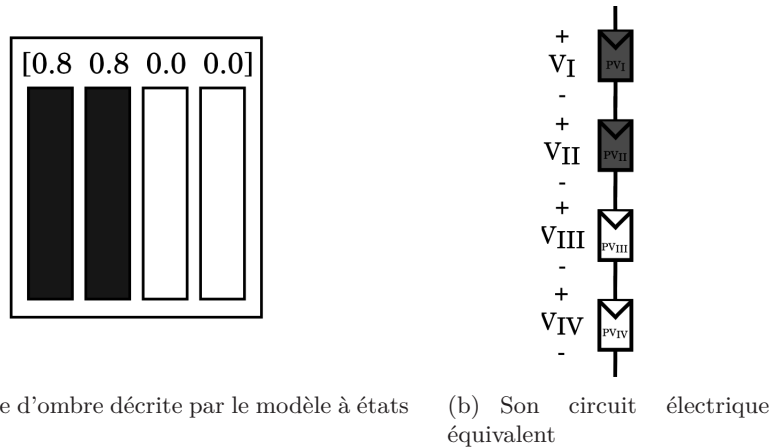 [0.8 0.8 0.0 0.0]
+
VI
-
PVI
+
VII
-
PVII
+
VIII
-
PVIII
+
VIV
-
PVIV
e d'ombre décrite par le modèle à états
(b) Son circuit électrique
équivalent